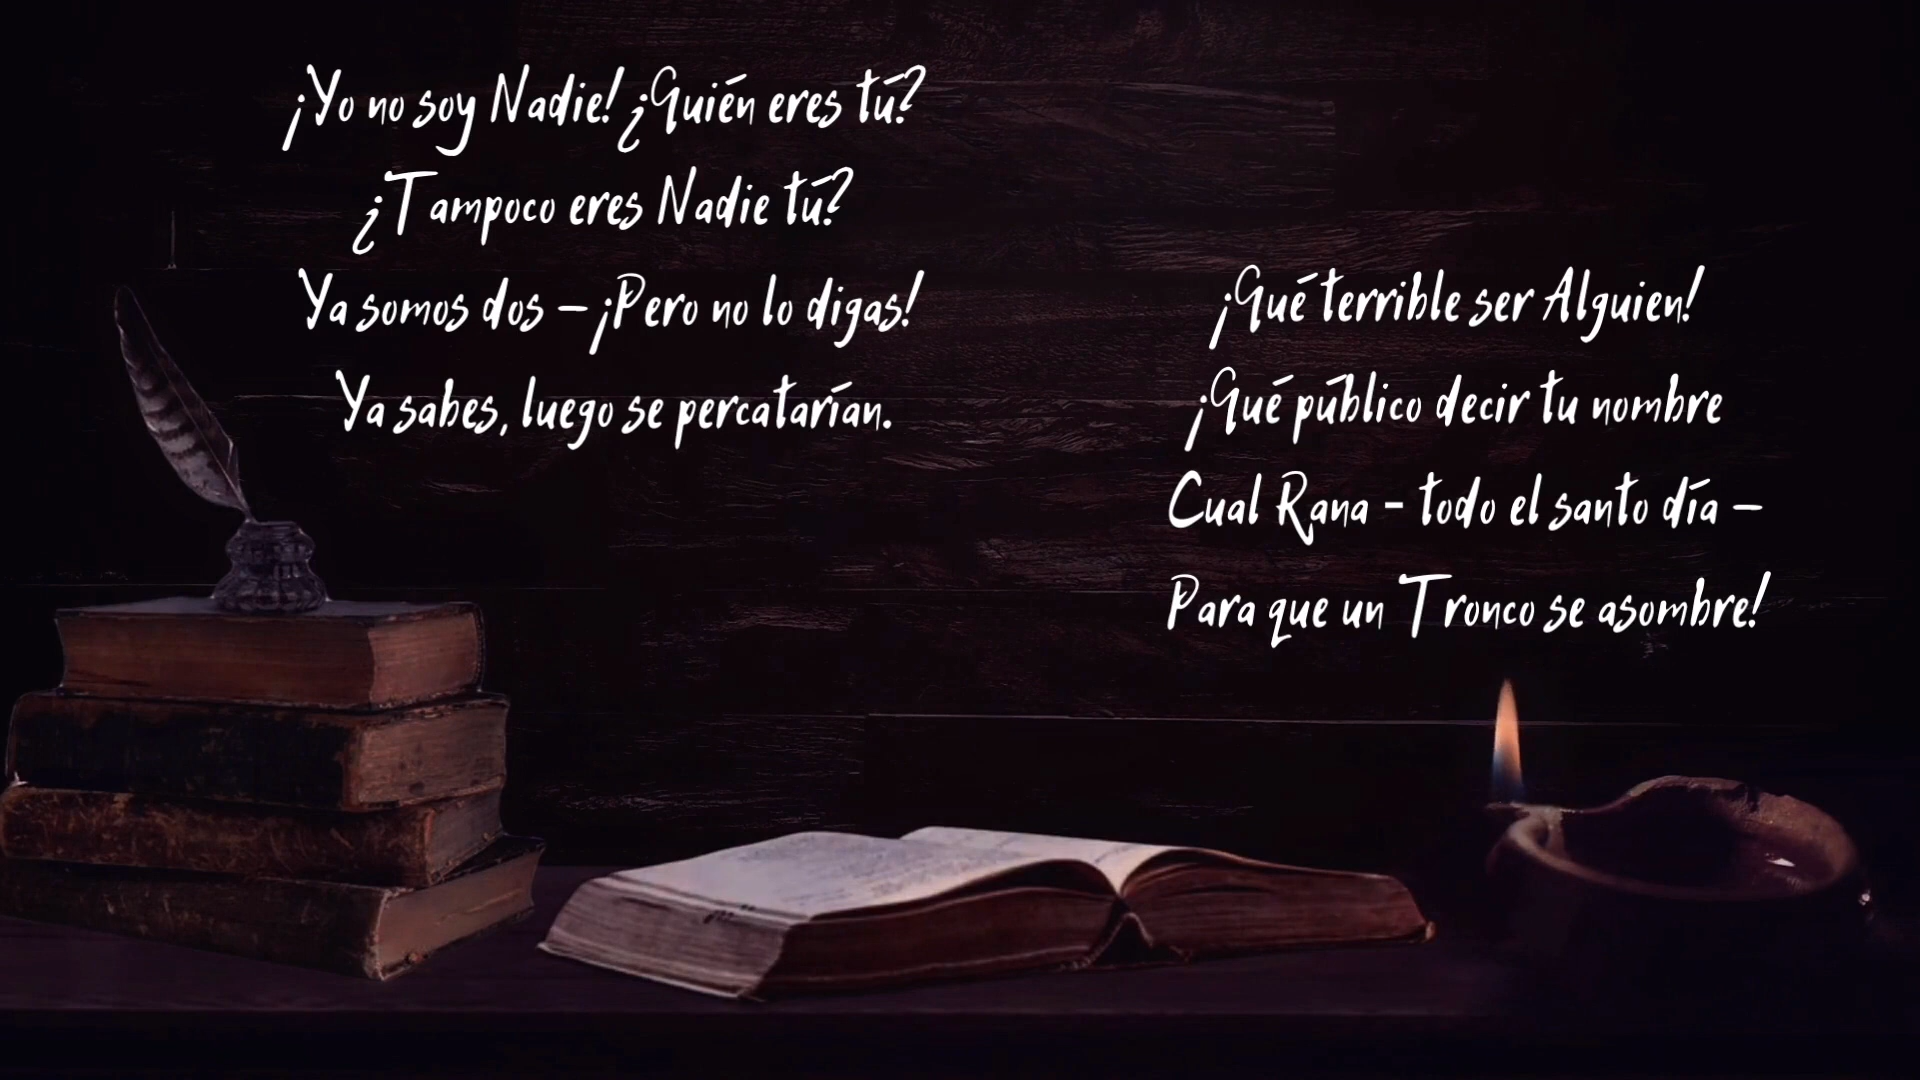 ¡Yo no soy Nadie! ¿Quién eres tú?
¿Tampoco eres Nadie tú?
Ya somos dos – ¡Pero no lo digas!
Ya sabes, luego se percatarían.
¡Qué terrible ser Alguien!
¡Qué público decir tu nombre
Cual Rana - todo el santo día –
Para que un Tronco se asombre!